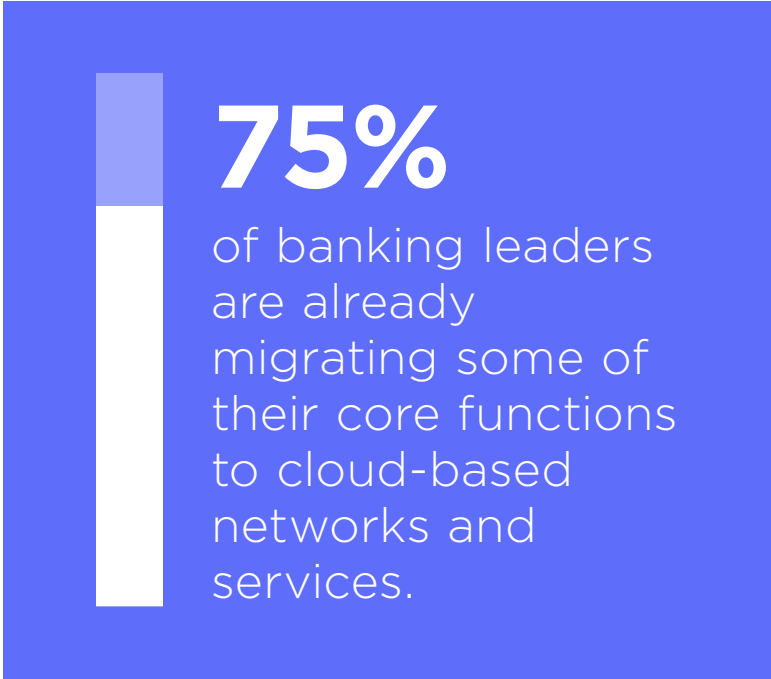 75%
of banking leaders
are already
migrating some of
their core functions
to cloud-based
networks and
services.